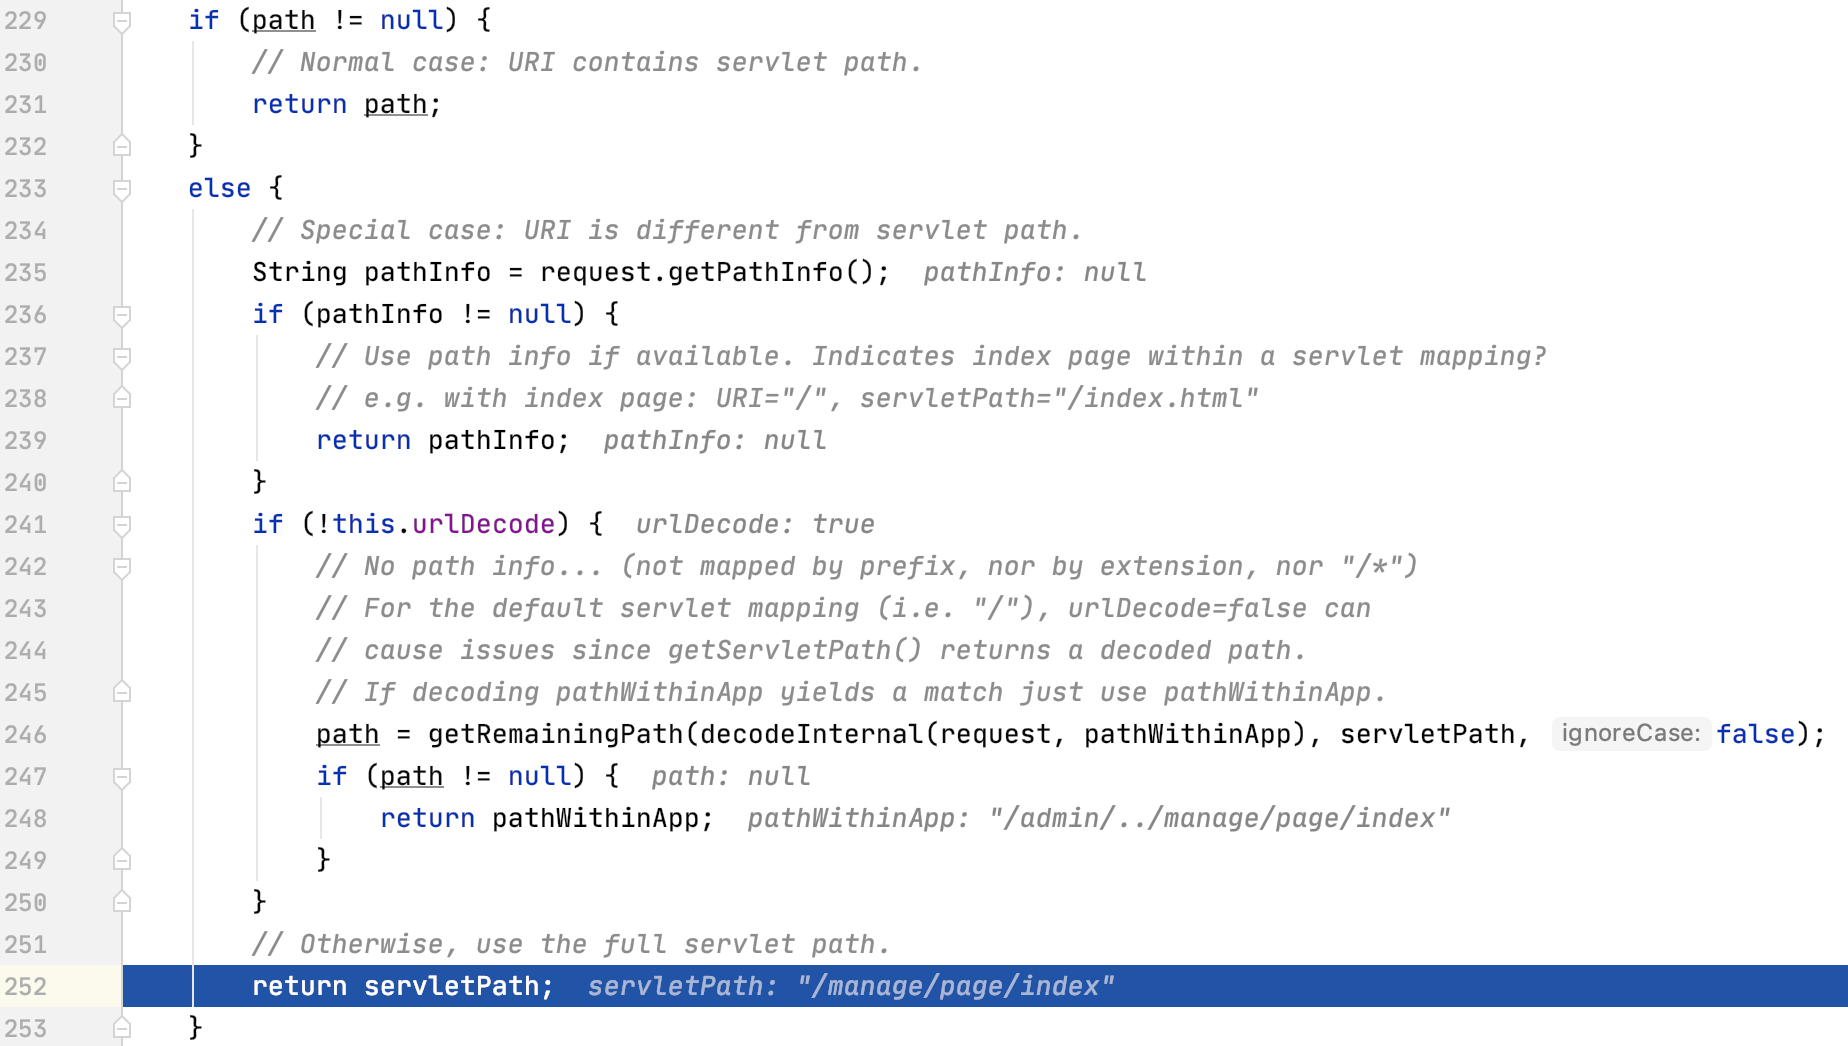 229 if (path != null) {
230 // Normal case: URI contains servlet path.
231 return path;
232 }
233 else {
234 // Special case: URI is different from servlet path.
235 String pathInfo = request.getPathInfo(); pathInfo: null
236 if (pathInfo != null) {
237 // Use path info if available. Indicates index page within a servlet mapping?
238 // e.g. with index page: URI="/", servletPath="/index.html"
239 return pathInfo; pathInfo: null
240 }
241 if (!this.urlDecode) { urlDecode: true
242 // No path info... (not mapped by prefix, nor by extension, nor "/*")
243 // For the default servlet mapping (i.e. "/"), urlDecode=false can
244 // cause issues since getServletPath() returns a decoded path.
245 // If decoding pathWithinApp yields a match just use pathWithinApp.
246 path = getRemainingPath(decodeInternal(request, pathWithinApp), servletPath, ignoreCase: false);
247 if (path != null) { path: null
248 return pathWithinApp; pathWithinApp: "/admin/../manage/page/index"
249 }
250 }
251 // Otherwise, use the full servlet path.
252 return servletPath; servletPath: "/manage/page/index"
253 }